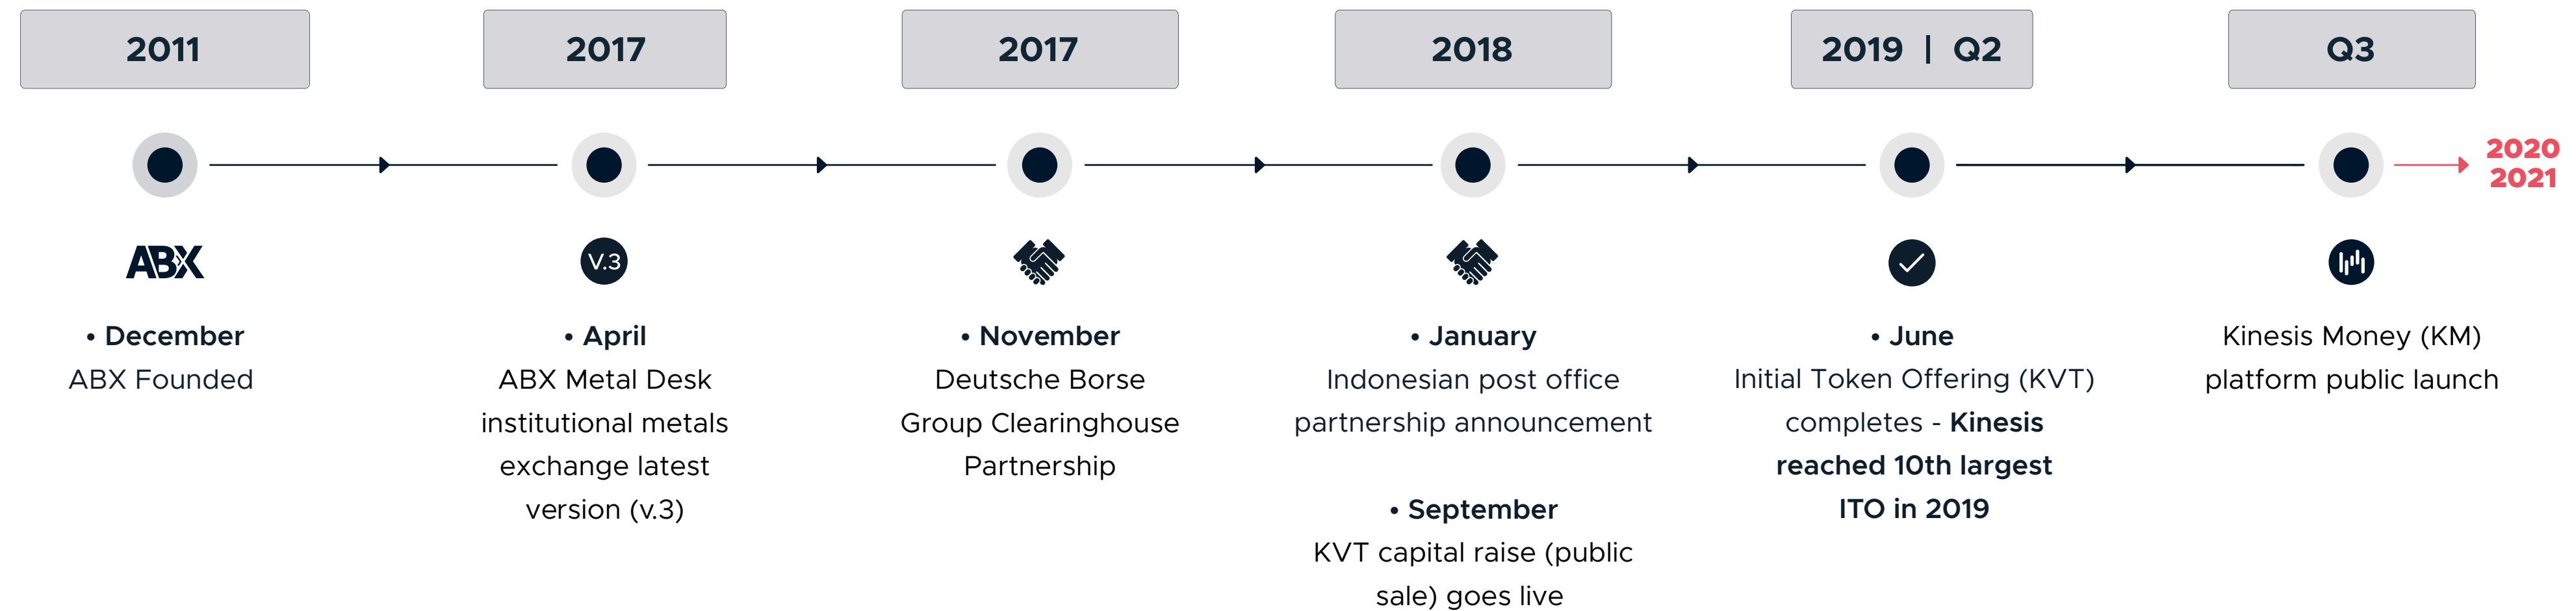 2011
2017
2017
2018
2019 | Q2
Q3
2020
2021
ABX
V.3
• December
ABX Founded
• April
ABX Metal Desk
institutional metals
exchange latest
version (v.3)
• November
Deutsche Borse
Group Clearinghouse
Partnership
• January
Indonesian post office
partnership announcement
• September
KVT capital raise (public
sale) goes live
• June
Initial Token Offering (KVT)
completes - Kinesis
reached 10th largest
ITO in 2019
Kinesis Money (KM)
platform public launch